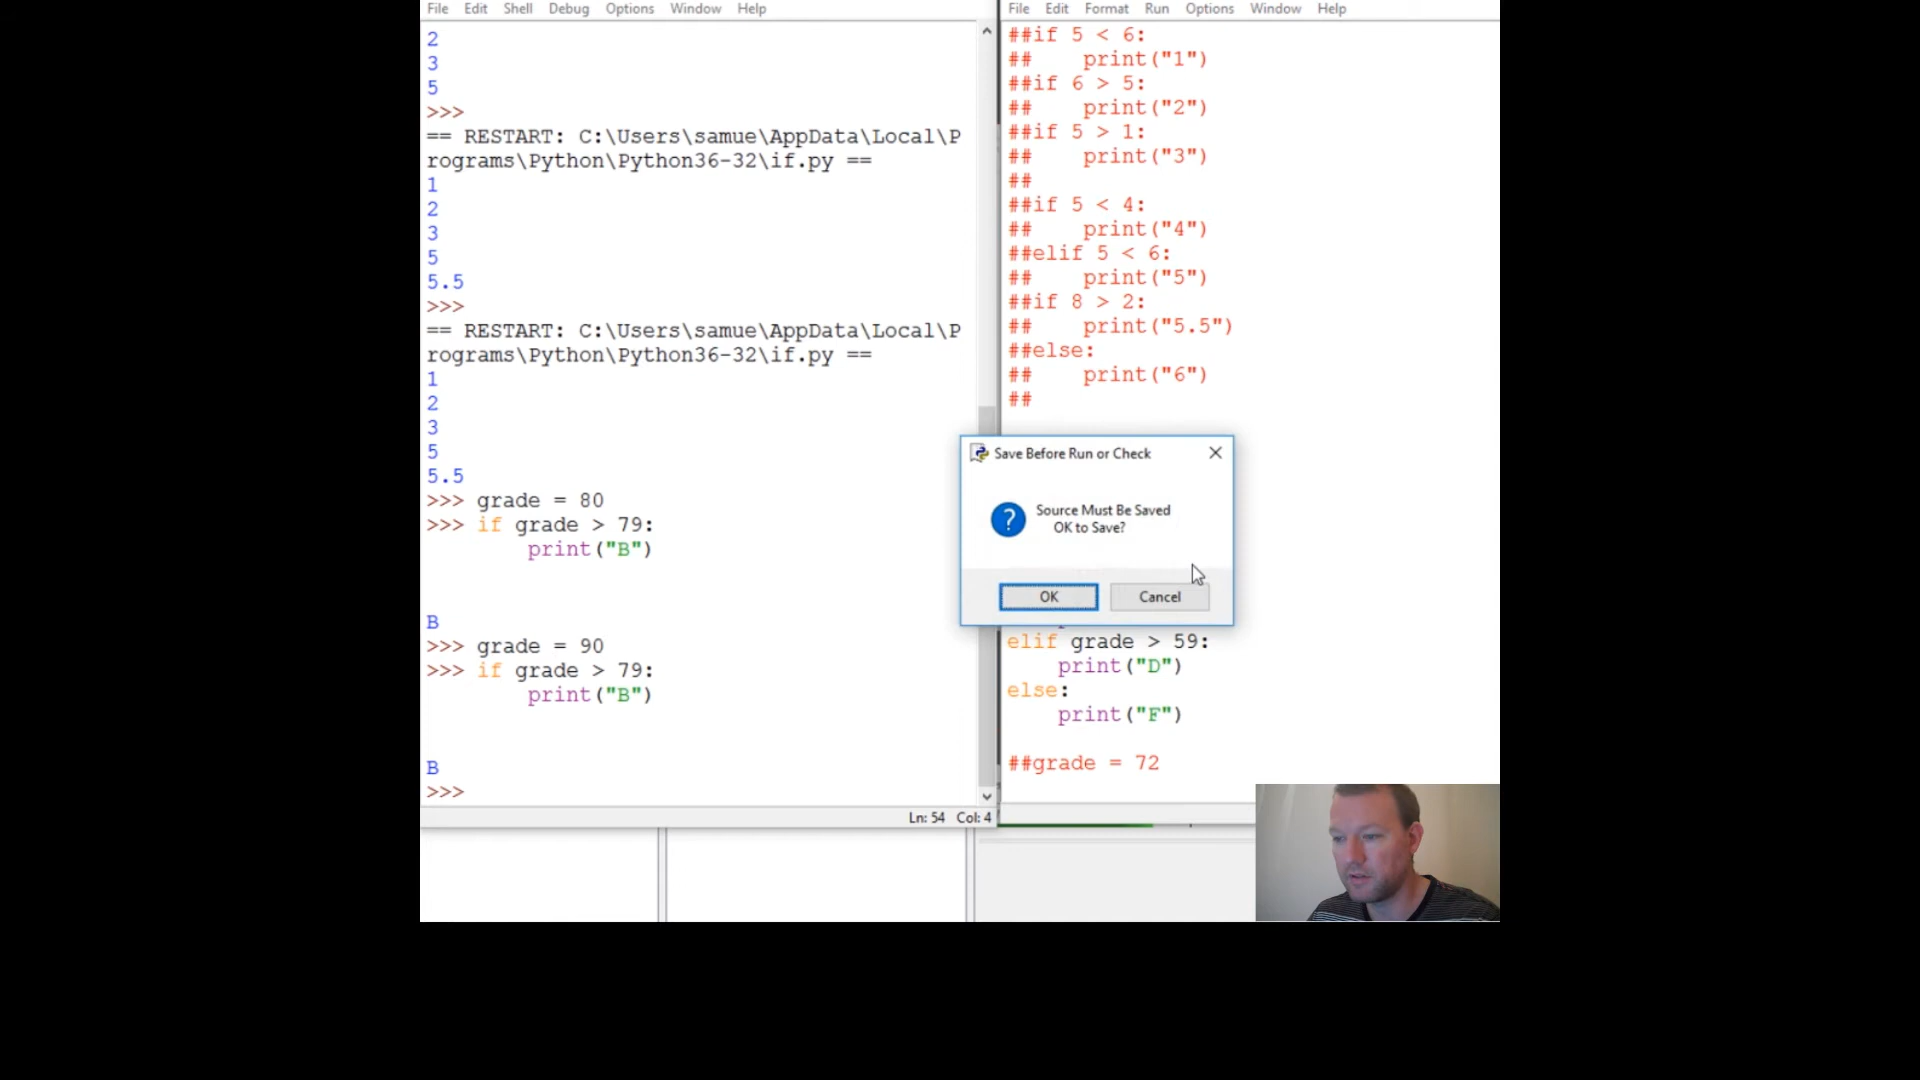 File Edit Shell Debug Options Window Help
2
3
5
>>>
== RESTART: C:\Users\samue\AppData\Local\P
rograms\Python\Python36-32\if.py ==
1
2
3
5
5.5
>>>
== RESTART: C:\Users\samue\AppData\Local\P
rograms\Python\Python36-32\if.py ==
1
2
3
5
5.5
>>> grade = 80
>>> if grade > 79:
print("B")
B
>>> grade = 90
>>> if grade > 79:
print("B")
B
>>>
Ln: 54 Col: 4
File Edit Format Run Options Window Help
##if 5 < 6:
## print("1")
##if 6 > 5:
## print("2")
##if 5 > 1:
## print("3")
##
##if 5 < 4:
## print("4")
##elif 5 < 6:
## print("5")
##if 8 > 2:
## print("5.5")
##else:
## print("6")
##
Save Before Run or Check
?
Source Must Be Saved
OK to Save?
OK Cancel
elif grade > 59:
print("D")
else:
print("F")
##grade = 72